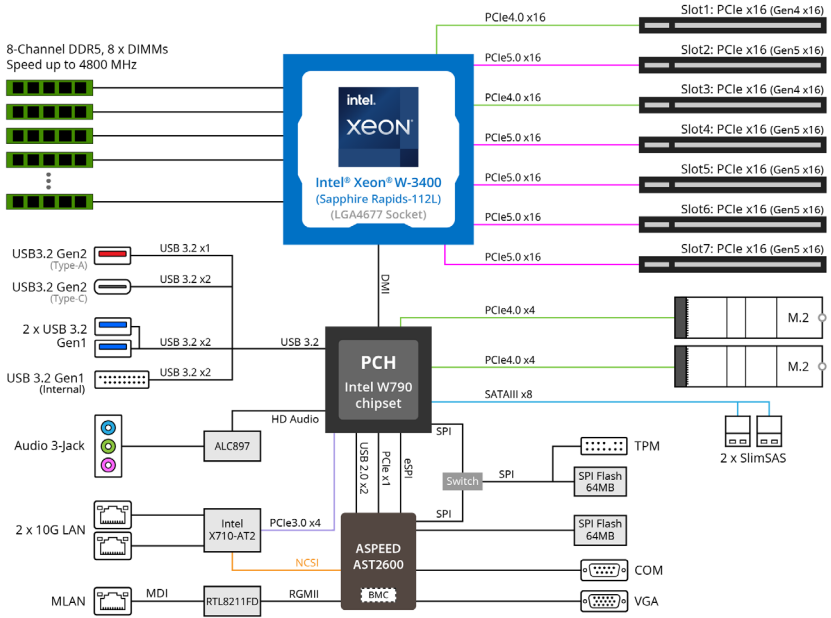 PCIe4.0 x16
Slot1: PCIe x16 (Gen4 x16)
8-Channel DDR5, 8 x DIMMs
Speed up to 4800 MHz
PCIe5.0 x16
Slot2: PCIe x16 (Gen5 x16)
PCIe4.0 x16
Slot3: PCIe x16 (Gen4 x16)
intel.
XEON
PCIe5.0 x16
Slot4: PCIe x16 (Gen5 x16)
PCIe5.0 x16
Slot5: PCIe x16 (Gen5 x16)
Intel® Xeon® W-3400
(Sapphire Rapids-112L)
(LGA4677 Socket)
PCIe5.0 x16
Slot6: PCIe x16 (Gen5 x16)
PCIe5.0 x16
Slot7: PCIe x16 (Gen5 x16)
USB3.2 Gen2
(Type-A)
USB 3.2 x1
USB3.2 Gen2
(Type-C)
USB 3.2 x2
DMI
2 x USB 3.2
Gen1
USB 3.2 x2
USB 3.2
USB 3.2 Gen1
(Internal)
USB 3.2 x2
PCH
Intel W790
chipset
PCIe4.0 x4
M.2
PCIe4.0 x4
M.2
SATAIII x8
2 x SlimSAS
HD Audio
Audio 3-Jack
ALC897
USB 2.0 x2
PCIe x1
eSPI
SPI
Switch
SPI
TPM
SPI Flash
64MB
SPI
SPI Flash
64MB
2 x 10G LAN
Intel
X710-AT2
PCIe3.0 x4
NCSI
ASPEED
AST2600
BMC
COM
MLAN
MDI
RTL8211FD
RGMII
VGA